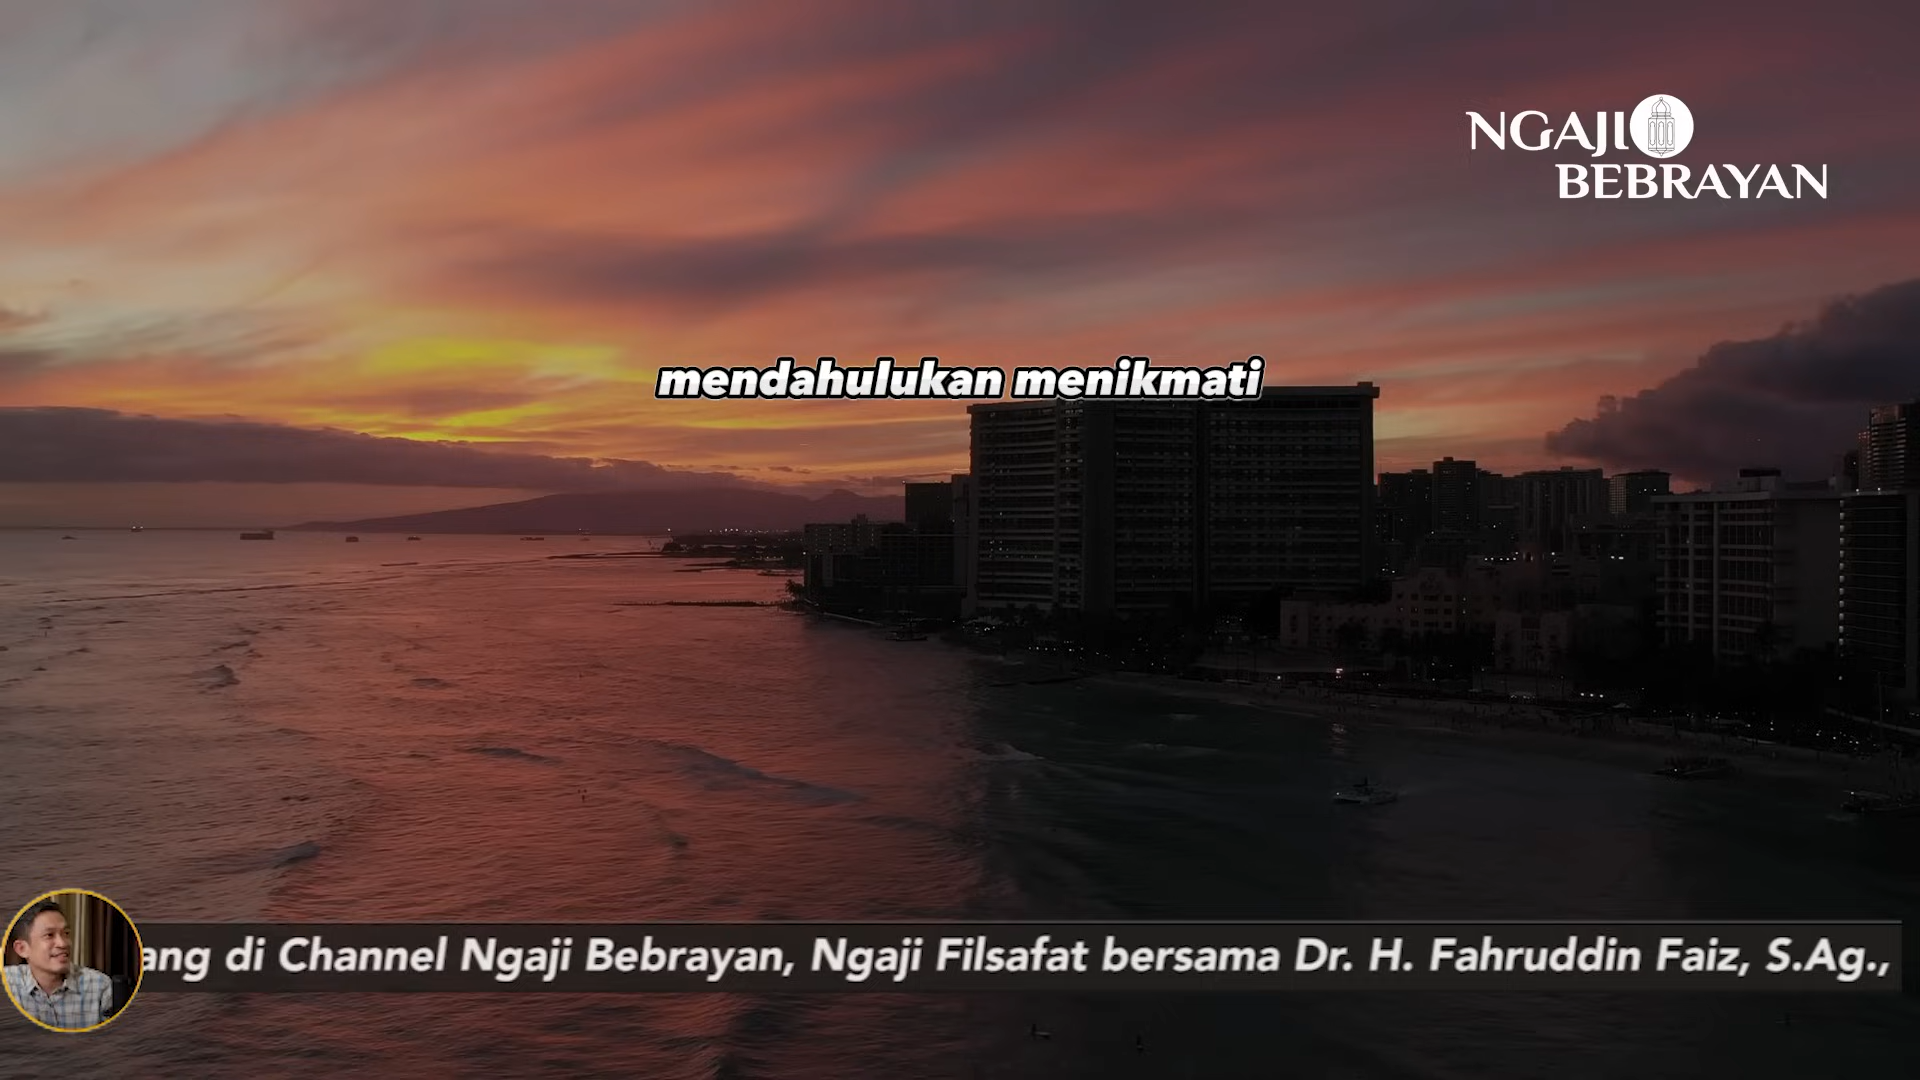 NGAJI
BEBRAYAN
mendahulukan menikmati
ang di Channel Ngaji Bebrayan, Ngaji Filsafat bersama Dr. H. Fahruddin Faiz, S.Ag.,